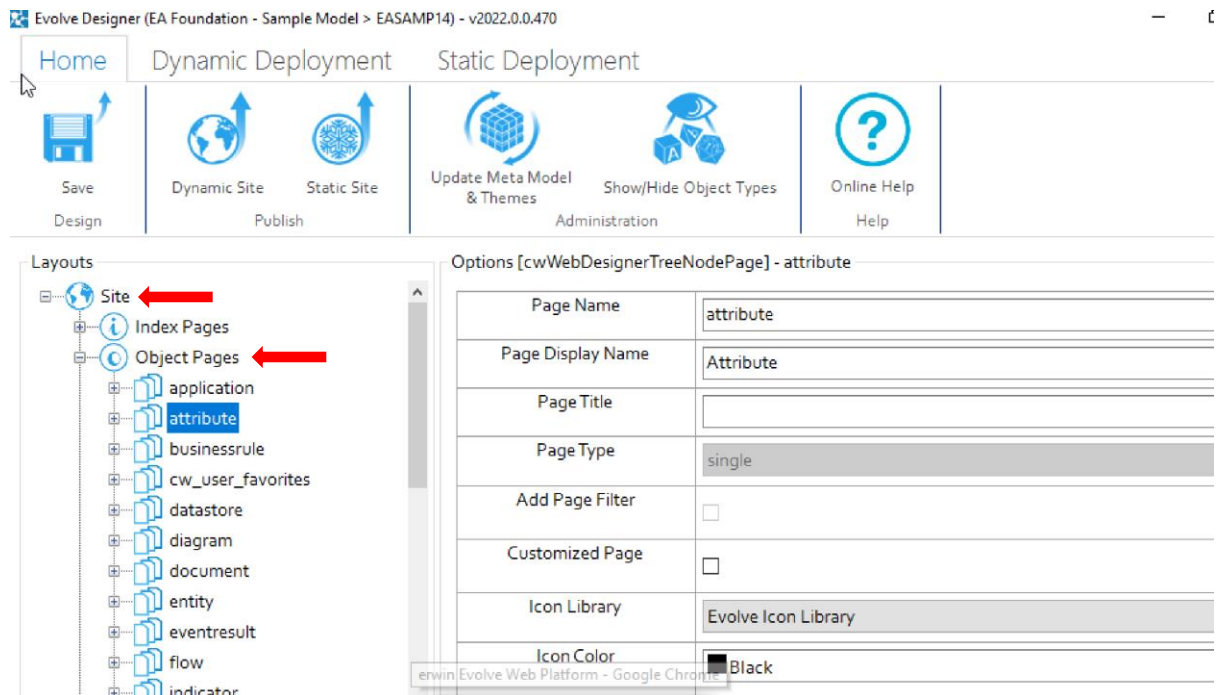 Evolve Designer (EA Foundation - Sample Model > EASAMP14) - v2022.0.0.470
Home Dynamic Deployment Static Deployment
Save
Dynamic Site
Static Site
Update Meta Model
& Themes
Show/Hide Object Types
Online Help
Design
Publish
Administration
Help
Layouts
Site
Index Pages
Object Pages
application
attribute
businessrule
cw_user_favorites
datastore
diagram
document
entity
eventresult
flow
indicator
Options [cwWebDesignerTreeNodePage] - attribute
Page Name attribute
Page Display Name Attribute
Page Title
Page Type single
Add Page Filter
Customized Page
Icon Library Evolve Icon Library
Icon Color Black
erwin Evolve Web Platform - Google Chrome